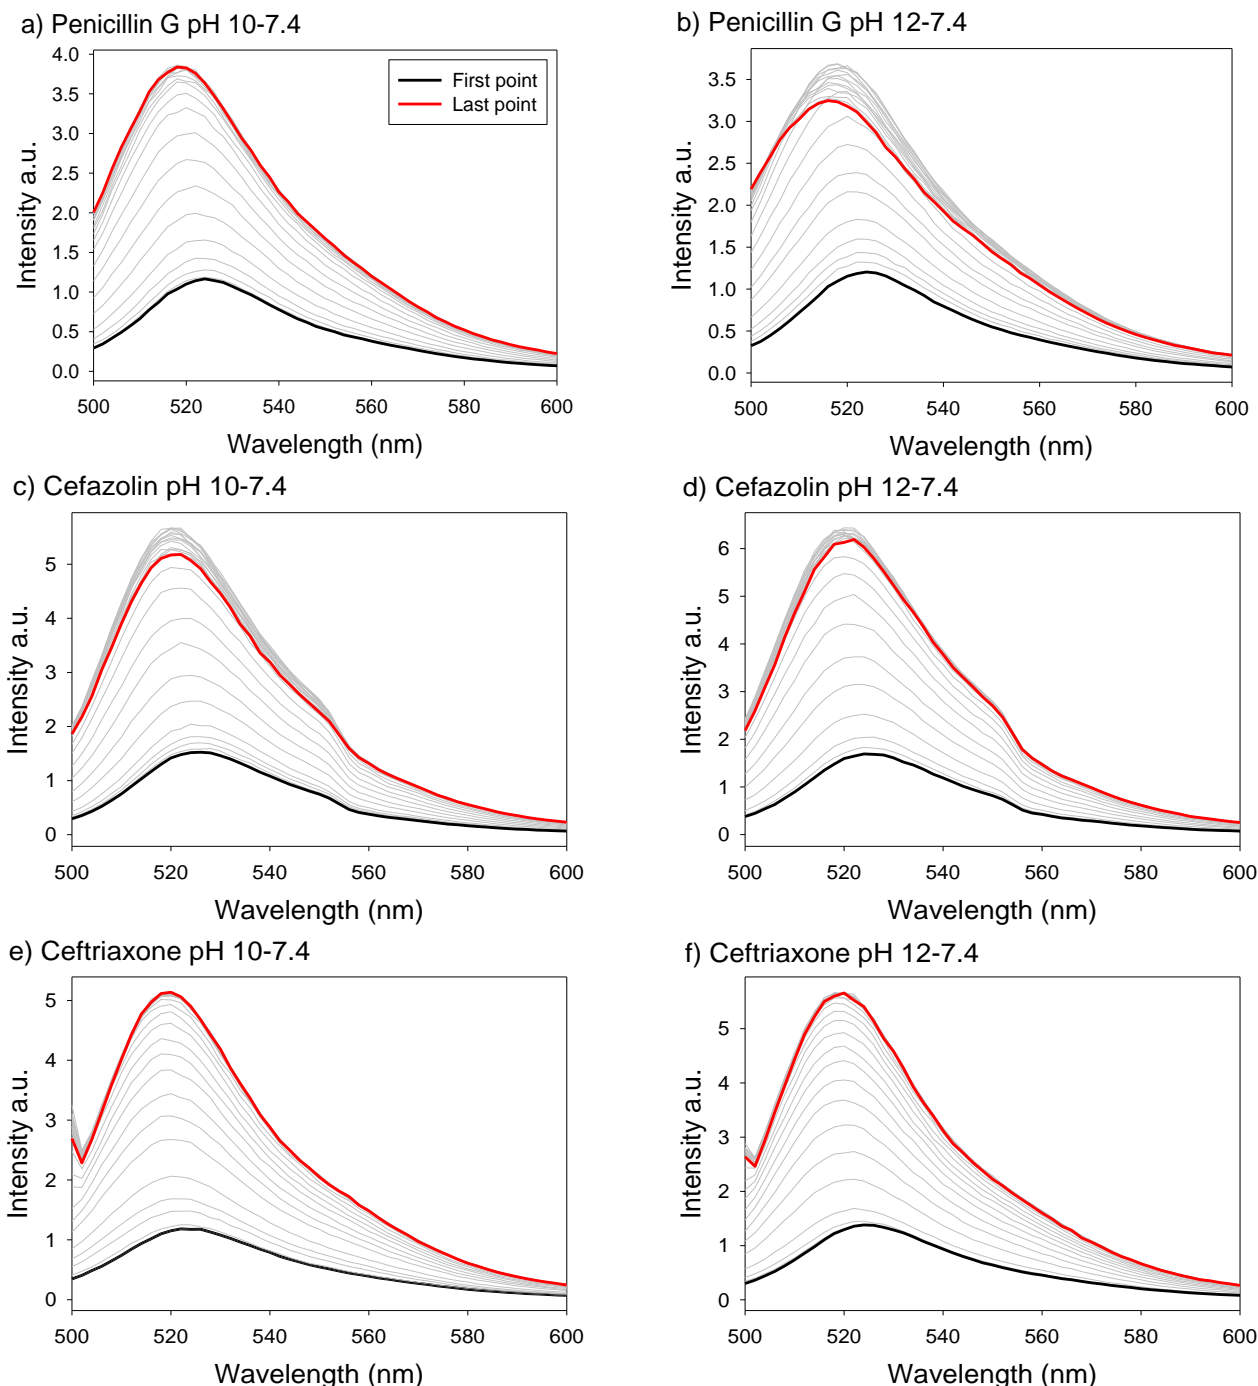 a) Penicillin G pH 10-7.4
Intensity a.u.
4.0
3.5
3.0
2.5
2.0
1.5
1.0
0.5
0.0
First point
Last point
500 520 540 560 580 600
Wavelength (nm)
b) Penicillin G pH 12-7.4
Intensity a.u.
3.5
3.0
2.5
2.0
1.5
1.0
0.5
0.0
500 520 540 560 580 600
Wavelength (nm)
c) Cefazolin pH 10-7.4
Intensity a.u.
5
4
3
2
1
0
500 520 540 560 580 600
Wavelength (nm)
d) Cefazolin pH 12-7.4
Intensity a.u.
6
5
4
3
2
1
0
500 520 540 560 580 600
Wavelength (nm)
e) Ceftriaxone pH 10-7.4
Intensity a.u.
5
4
3
2
1
0
500 520 540 560 580 600
Wavelength (nm)
f) Ceftriaxone pH 12-7.4
Intensity a.u.
5
4
3
2
1
0
500 520 540 560 580 600
Wavelength (nm)